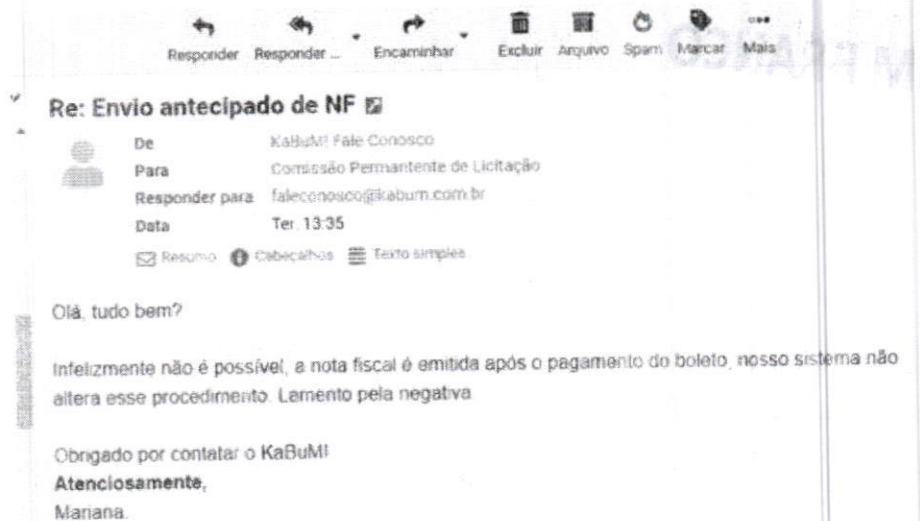 Responder Responder ... Encaminhar Excluir Arquivo Spam Marcar Mais
Re: Envio antecipado de NF
De KaBuM! Fale Conosco
Para Comissão Permantente de Licitação
Responder para faleconosco@kabum.com.br
Data Ter. 13:35
Resumo Cabeçalhos Texto simples
Olá, tudo bem?
Infelizmente não é possível, a nota fiscal é emitida após o pagamento do boleto, nosso sistema não
altera esse procedimento. Lamento pela negativa
Obrigado por contatar o KaBuM!
Atenciosamente,
Mariana.